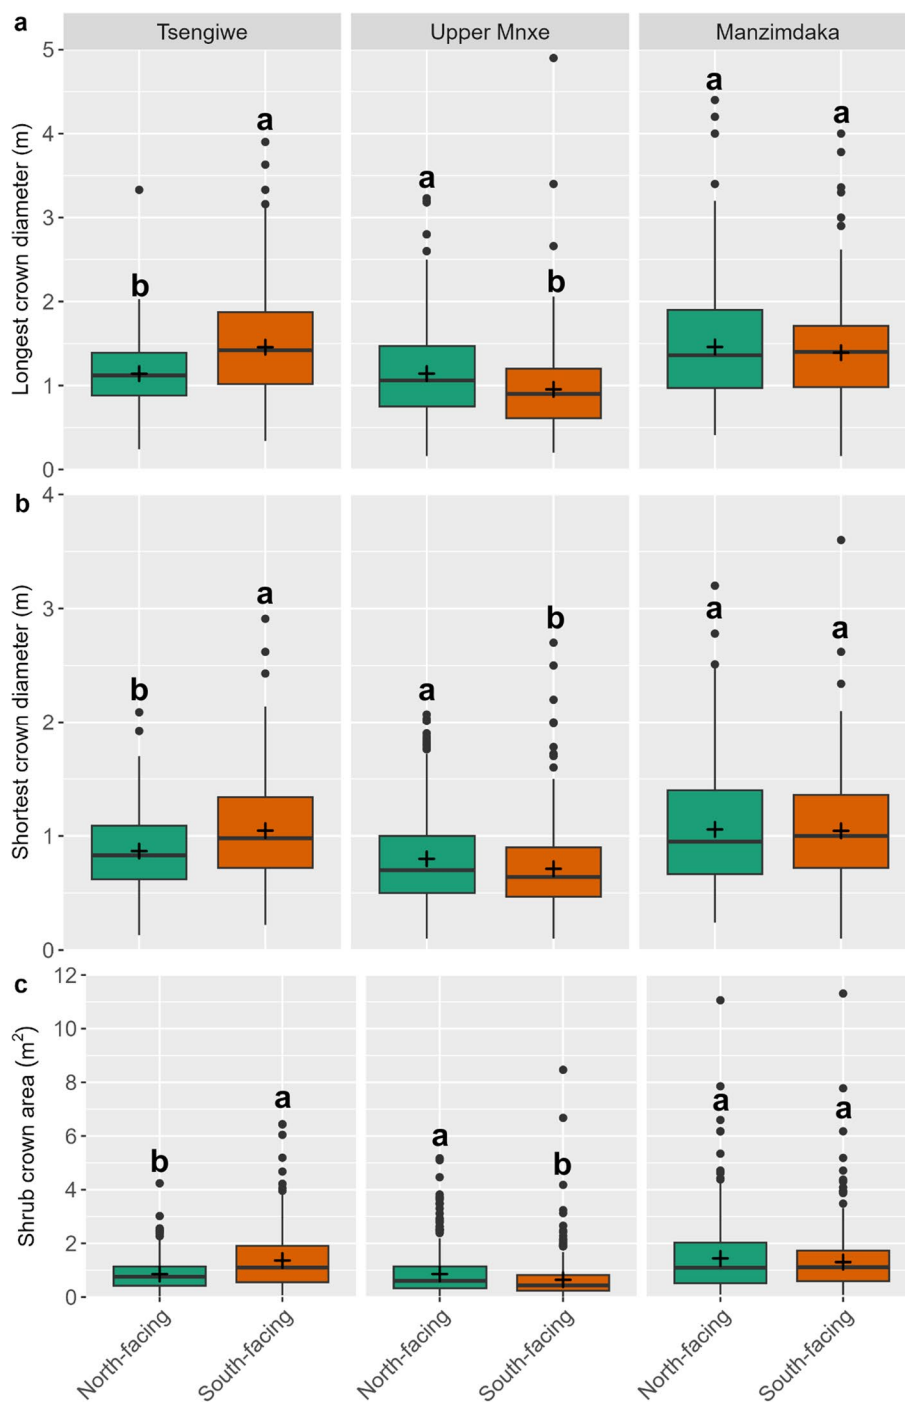 a
Tsengiwe Upper Mnxe Manzimdaka
Longest crown diameter (m)
5
4
3
2
1
0
b a a b a a
b
Shortest crown diameter (m)
4
3
2
1
0
b a a b a a
c
Shrub crown area (m²)
12
10
8
6
4
2
0
b a a b a a
North-facing South-facing North-facing South-facing North-facing South-facing